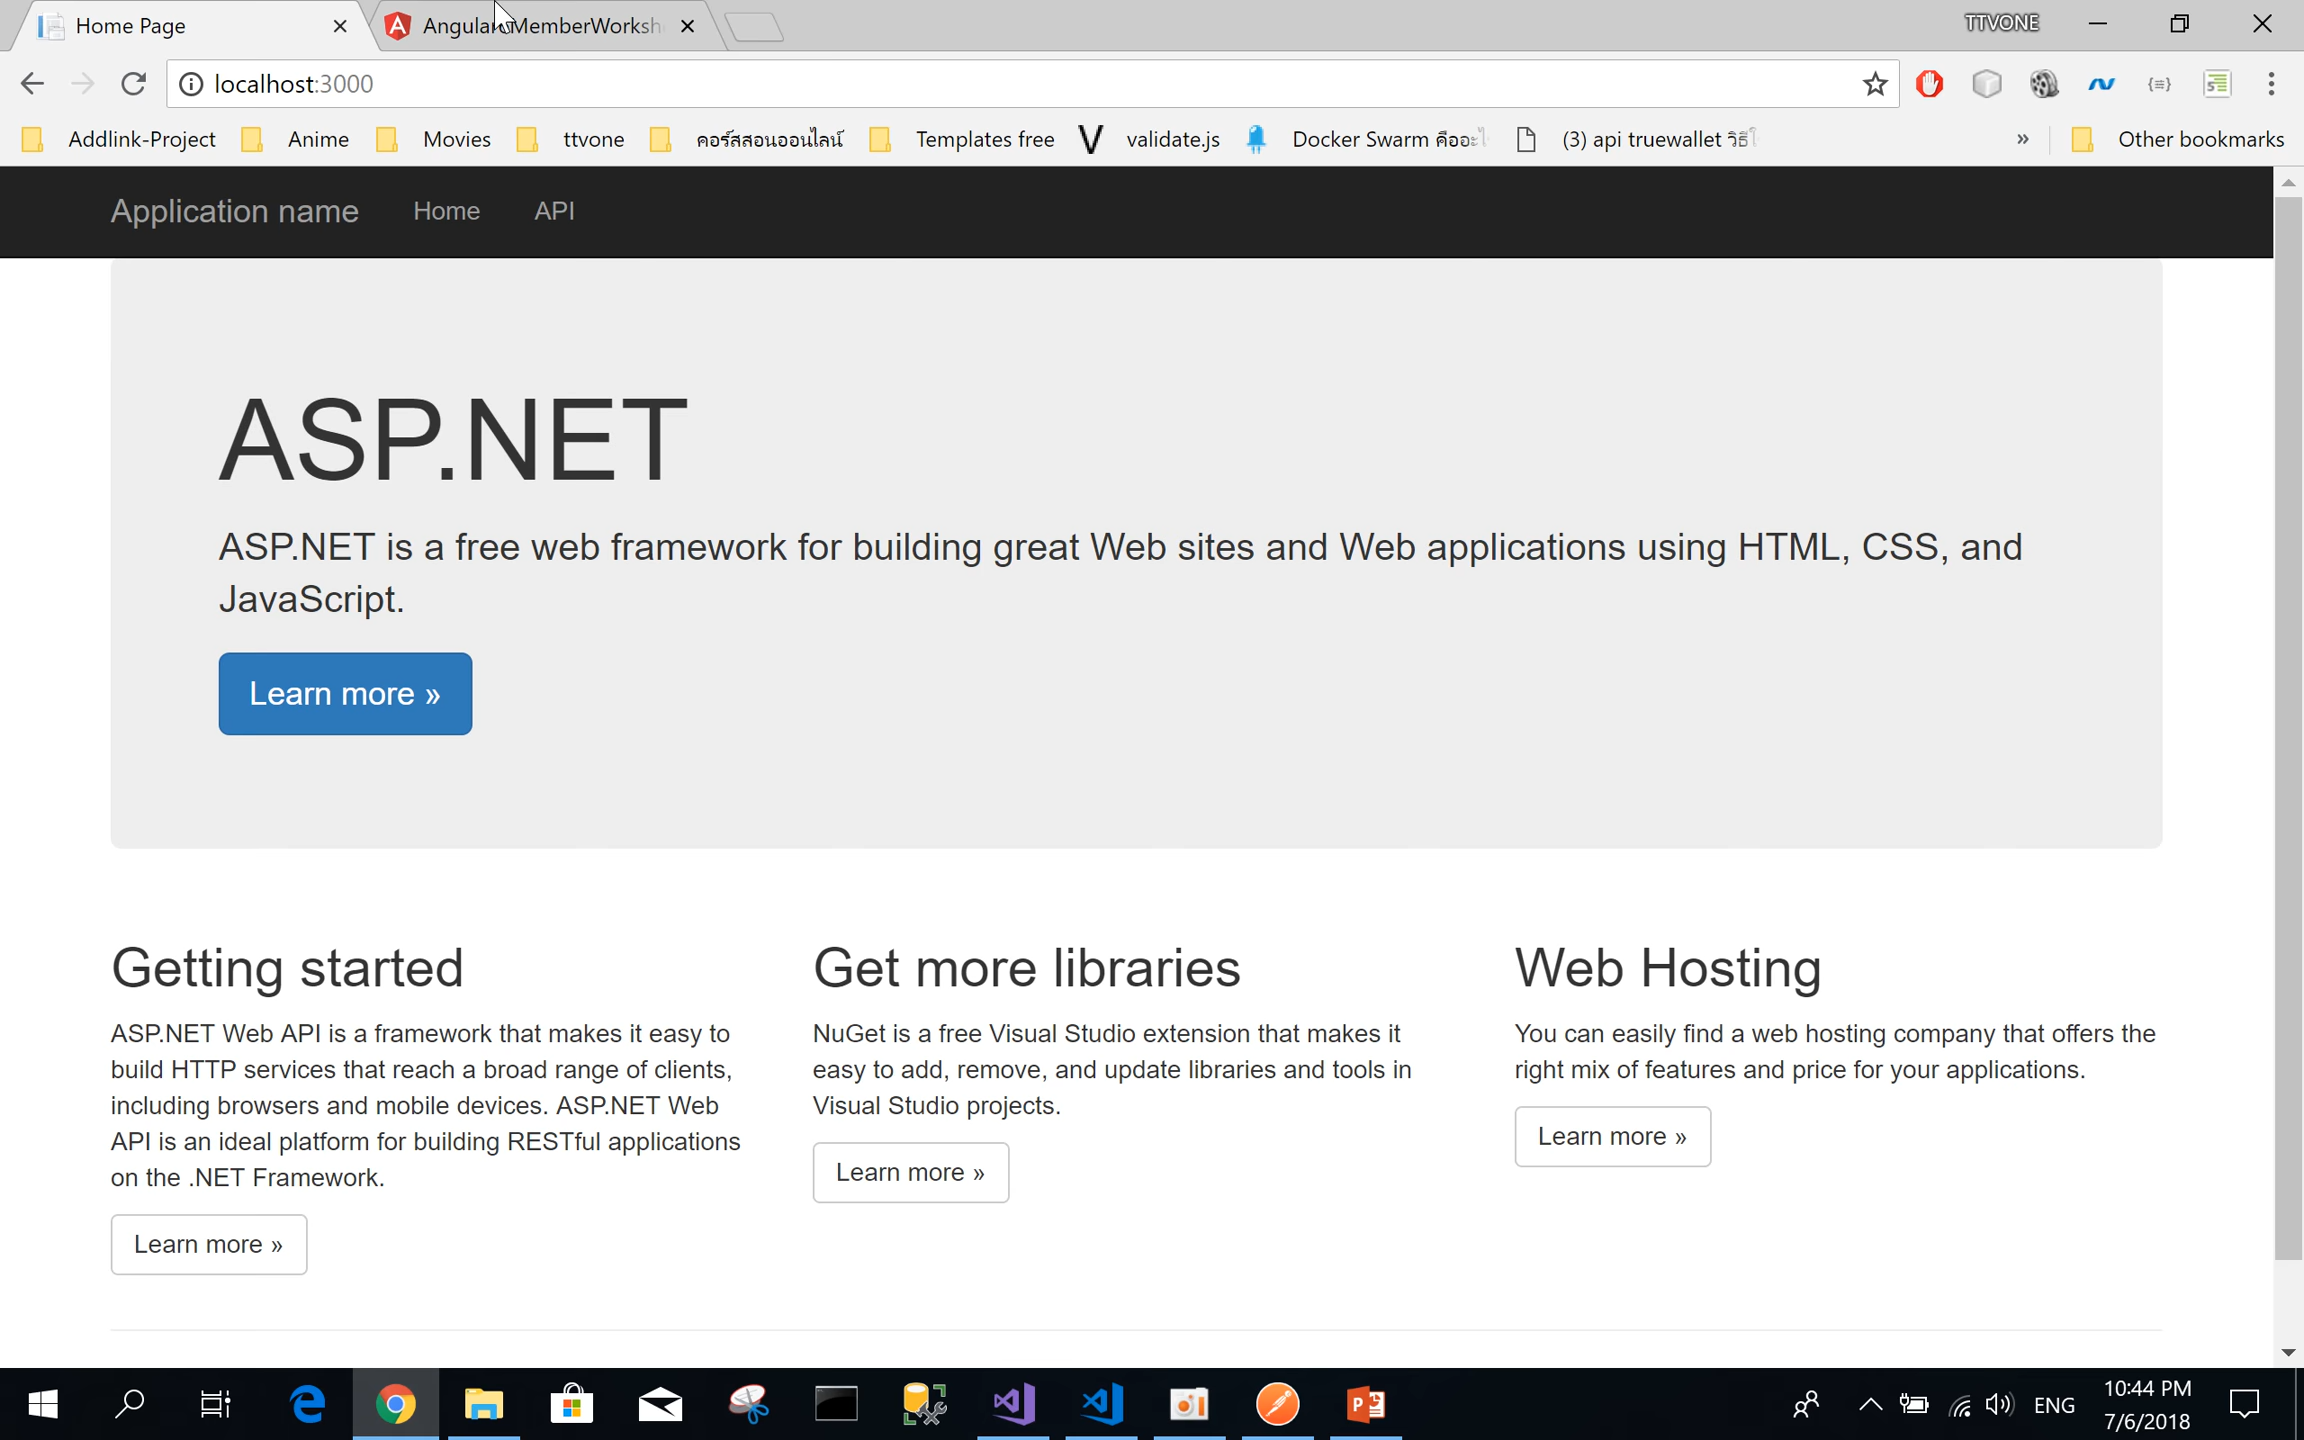 Home Page
TTVONE
localhost:3000
Addlink-Project Anime Movies ttvone คอร์สสอนออนไลน์ Templates free validate.js Docker Swarm คืออะไ (3) api truewallet วิธีใ » Other bookmarks
Application name Home API
ASP.NET
ASP.NET is a free web framework for building great Web sites and Web applications using HTML, CSS, and
JavaScript.
Learn more »
Getting started
ASP.NET Web API is a framework that makes it easy to
build HTTP services that reach a broad range of clients,
including browsers and mobile devices. ASP.NET Web
API is an ideal platform for building RESTful applications
on the .NET Framework.
Learn more »
Get more libraries
NuGet is a free Visual Studio extension that makes it
easy to add, remove, and update libraries and tools in
Visual Studio projects.
Learn more »
Web Hosting
You can easily find a web hosting company that offers the
right mix of features and price for your applications.
Learn more »
ENG
10:44 PM
7/6/2018